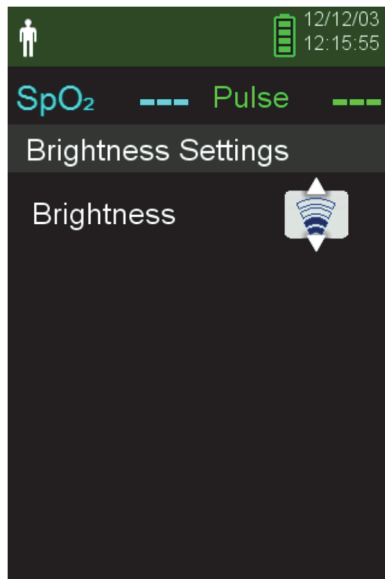 12/12/03
12:15:55
SpO₂ --- Pulse ---
Brightness Settings
Brightness